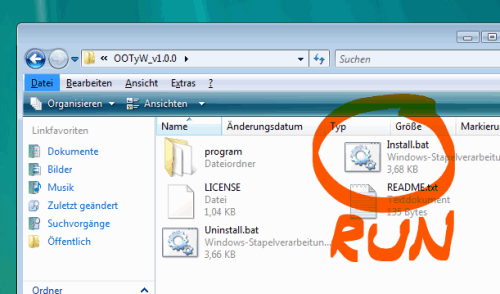 « OOTyW_v1.0.0
Suchen
Datei Bearbeiten Ansicht Extras ?
Organisieren Ansichten
Linkfavoriten
Dokumente
Bilder
Musik
Zuletzt geändert
Suchvorgänge
Öffentlich
Ordner
Name Änderungsdatum Typ Größe Markieru
program
Dateiordner
Install.bat
Windows-Stapelverarbeitun...
3,68 KB
LICENSE
Datei
1,04 KB
README.txt
Textdokument
135 Bytes
Uninstall.bat
Windows-Stapelverarbeitun...
3,66 KB
RUN